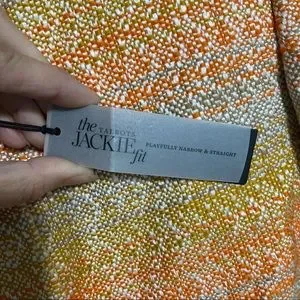 the TALBOTS
JACKIE fit
PLAYFULLY NARROW & STRAIGHT